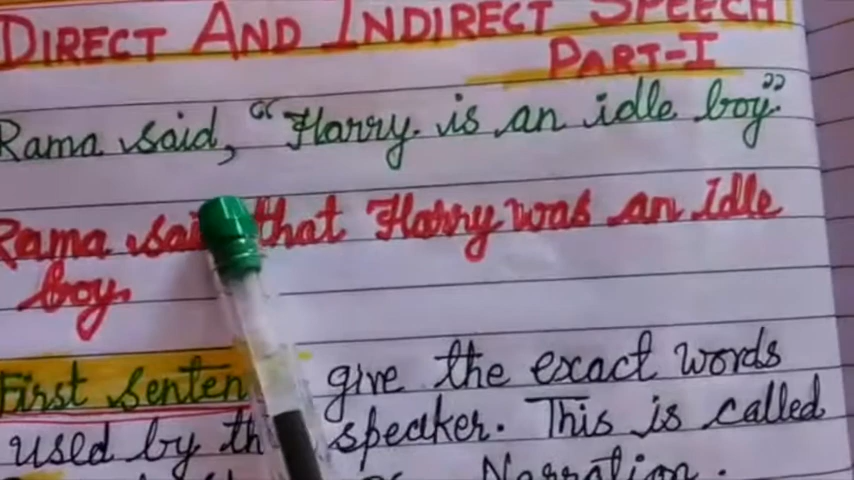 DIRECT AND INDIRECT SPEECH
PART-I
Rama said, "Harry is an idle boy."
Rama said that Harry was an idle
boy.
First senten give the exact words
used by th speaker. This is called
Narration.